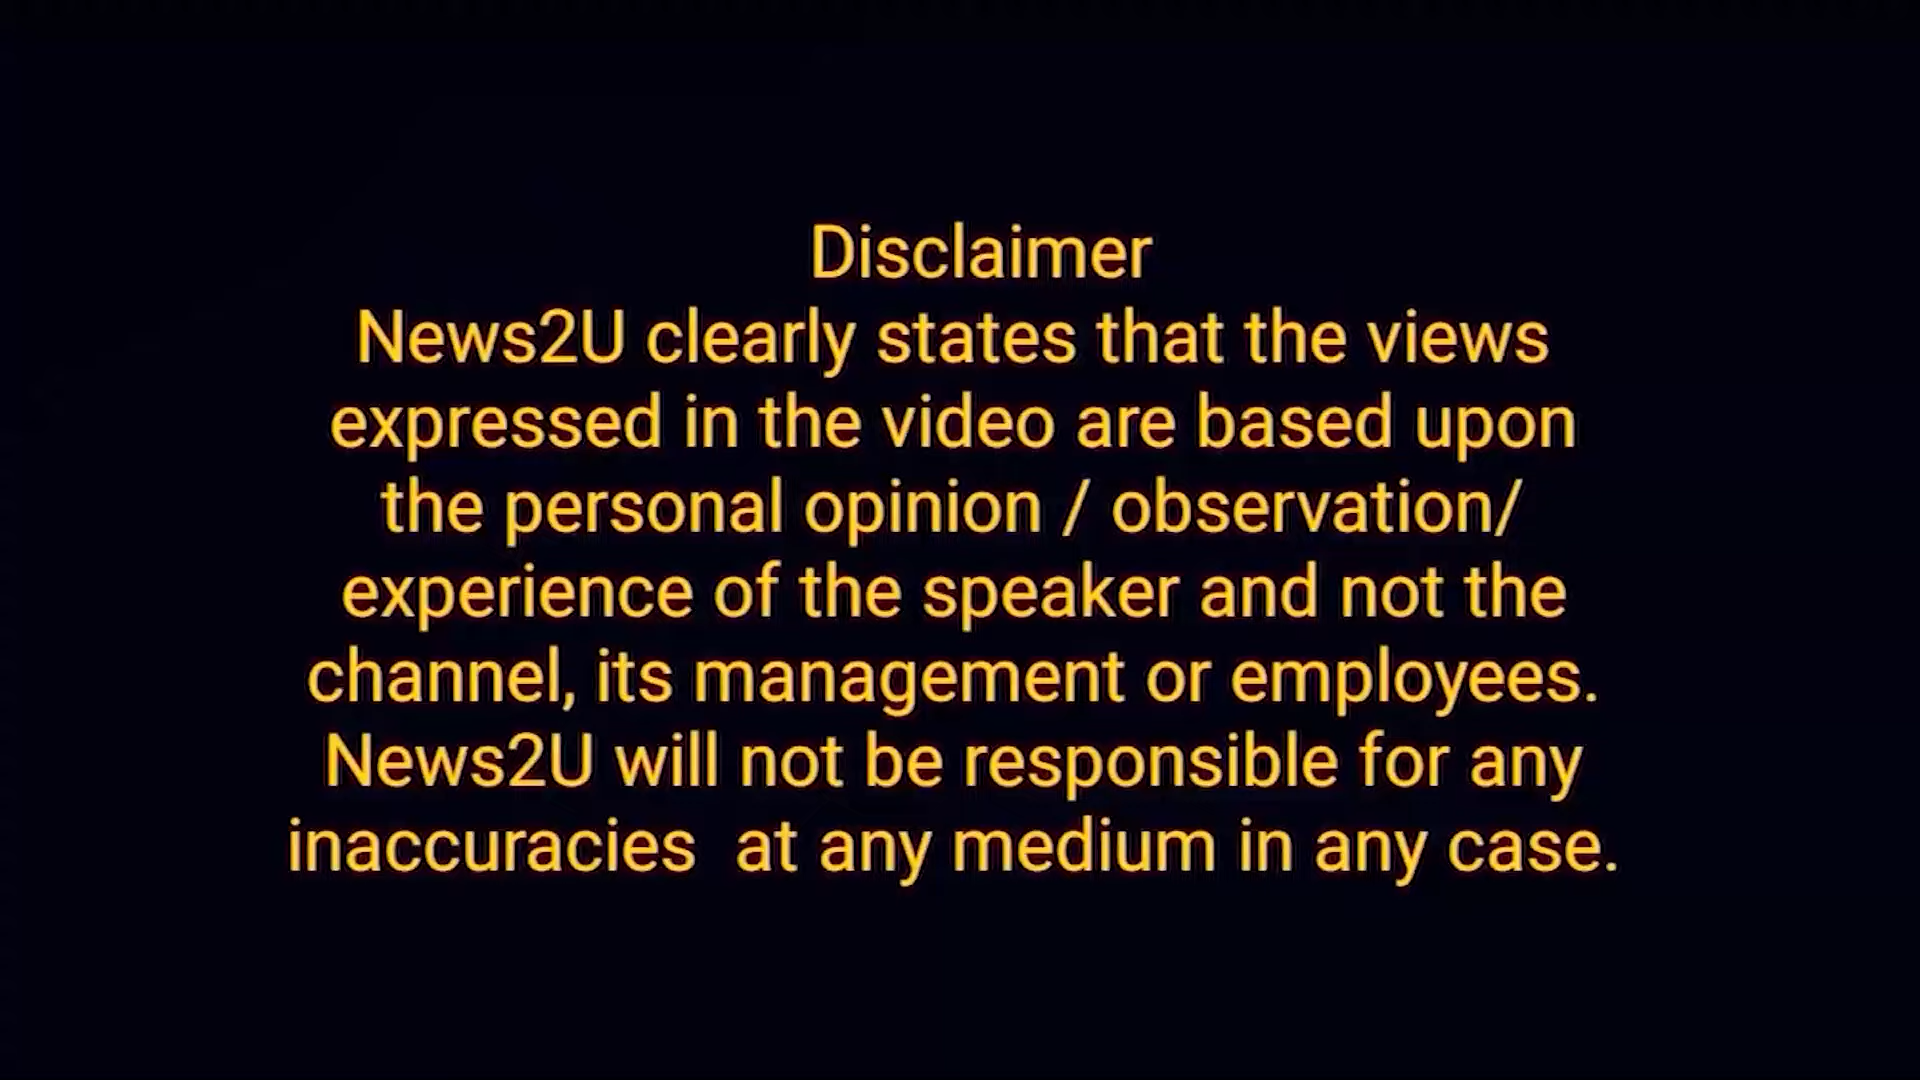 Disclaimer
News2U clearly states that the views
expressed in the video are based upon
the personal opinion / observation/
experience of the speaker and not the
channel, its management or employees.
News2U will not be responsible for any
inaccuracies  at any medium in any case.